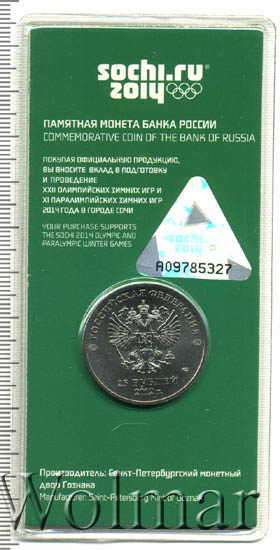 sochi.ru
2014
ПАМЯТНАЯ МОНЕТА БАНКА РОССИИ
COMMEMORATIVE COIN OF THE BANK OF RUSSIA
ПОКУПАЯ ОФИЦИАЛЬНУЮ ПРОДУКЦИЮ,
ВЫ ВНОСИТЕ ВКЛАД В ПОДГОТОВКУ
И ПРОВЕДЕНИЕ
XXII ОЛИМПИЙСКИХ ЗИМНИХ ИГР И
XI ПАРАЛИМПИЙСКИХ ЗИМНИХ ИГР
2014 ГОДА В ГОРОДЕ СОЧИ
YOUR PURCHASE SUPPORTS
THE SOCHI 2014 OLYMPIC AND
PARALYMPIC WINTER GAMES
sochi
2014
A09785327
РОССИЙСКАЯ ФЕДЕРАЦИЯ
25 РУБЛЕЙ
Производитель: Санкт-Петербургский монетный
двор Гознака
Manufacturer: Saint-Petersburg Mint of Goznak
Wolmar